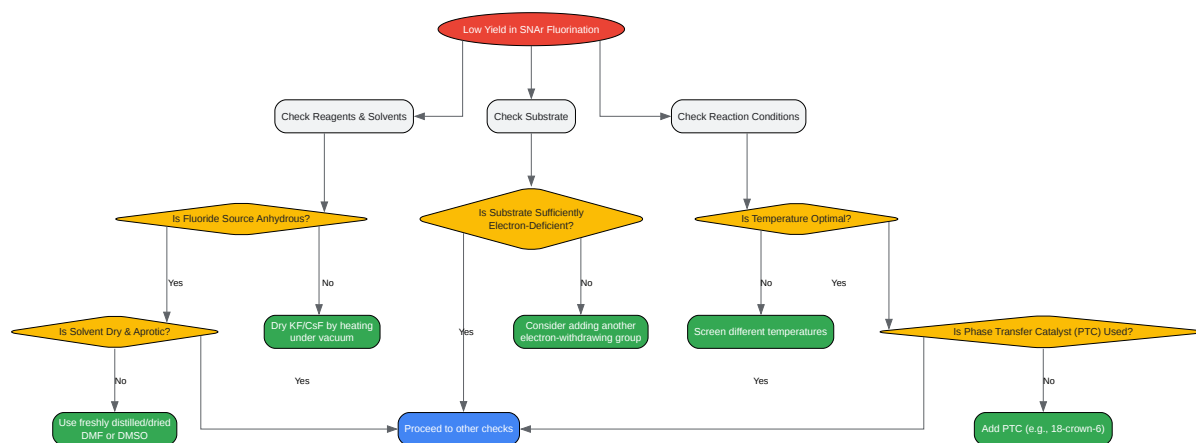 Low Yield in SNAr Fluorination
Check Reagents & Solvents
Check Substrate
Check Reaction Conditions
Is Fluoride Source Anhydrous?
Is Substrate Sufficiently
Electron-Deficient?
Is Temperature Optimal?
Yes
No
No
No
Yes
Is Solvent Dry & Aprotic?
Dry KF/CsF by heating
under vacuum
Yes
Consider adding another
electron-withdrawing group
Screen different temperatures
Is Phase Transfer Catalyst (PTC) Used?
No
Yes
Yes
No
Use freshly distilled/dried
DMF or DMSO
Proceed to other checks
Add PTC (e.g., 18-crown-6)